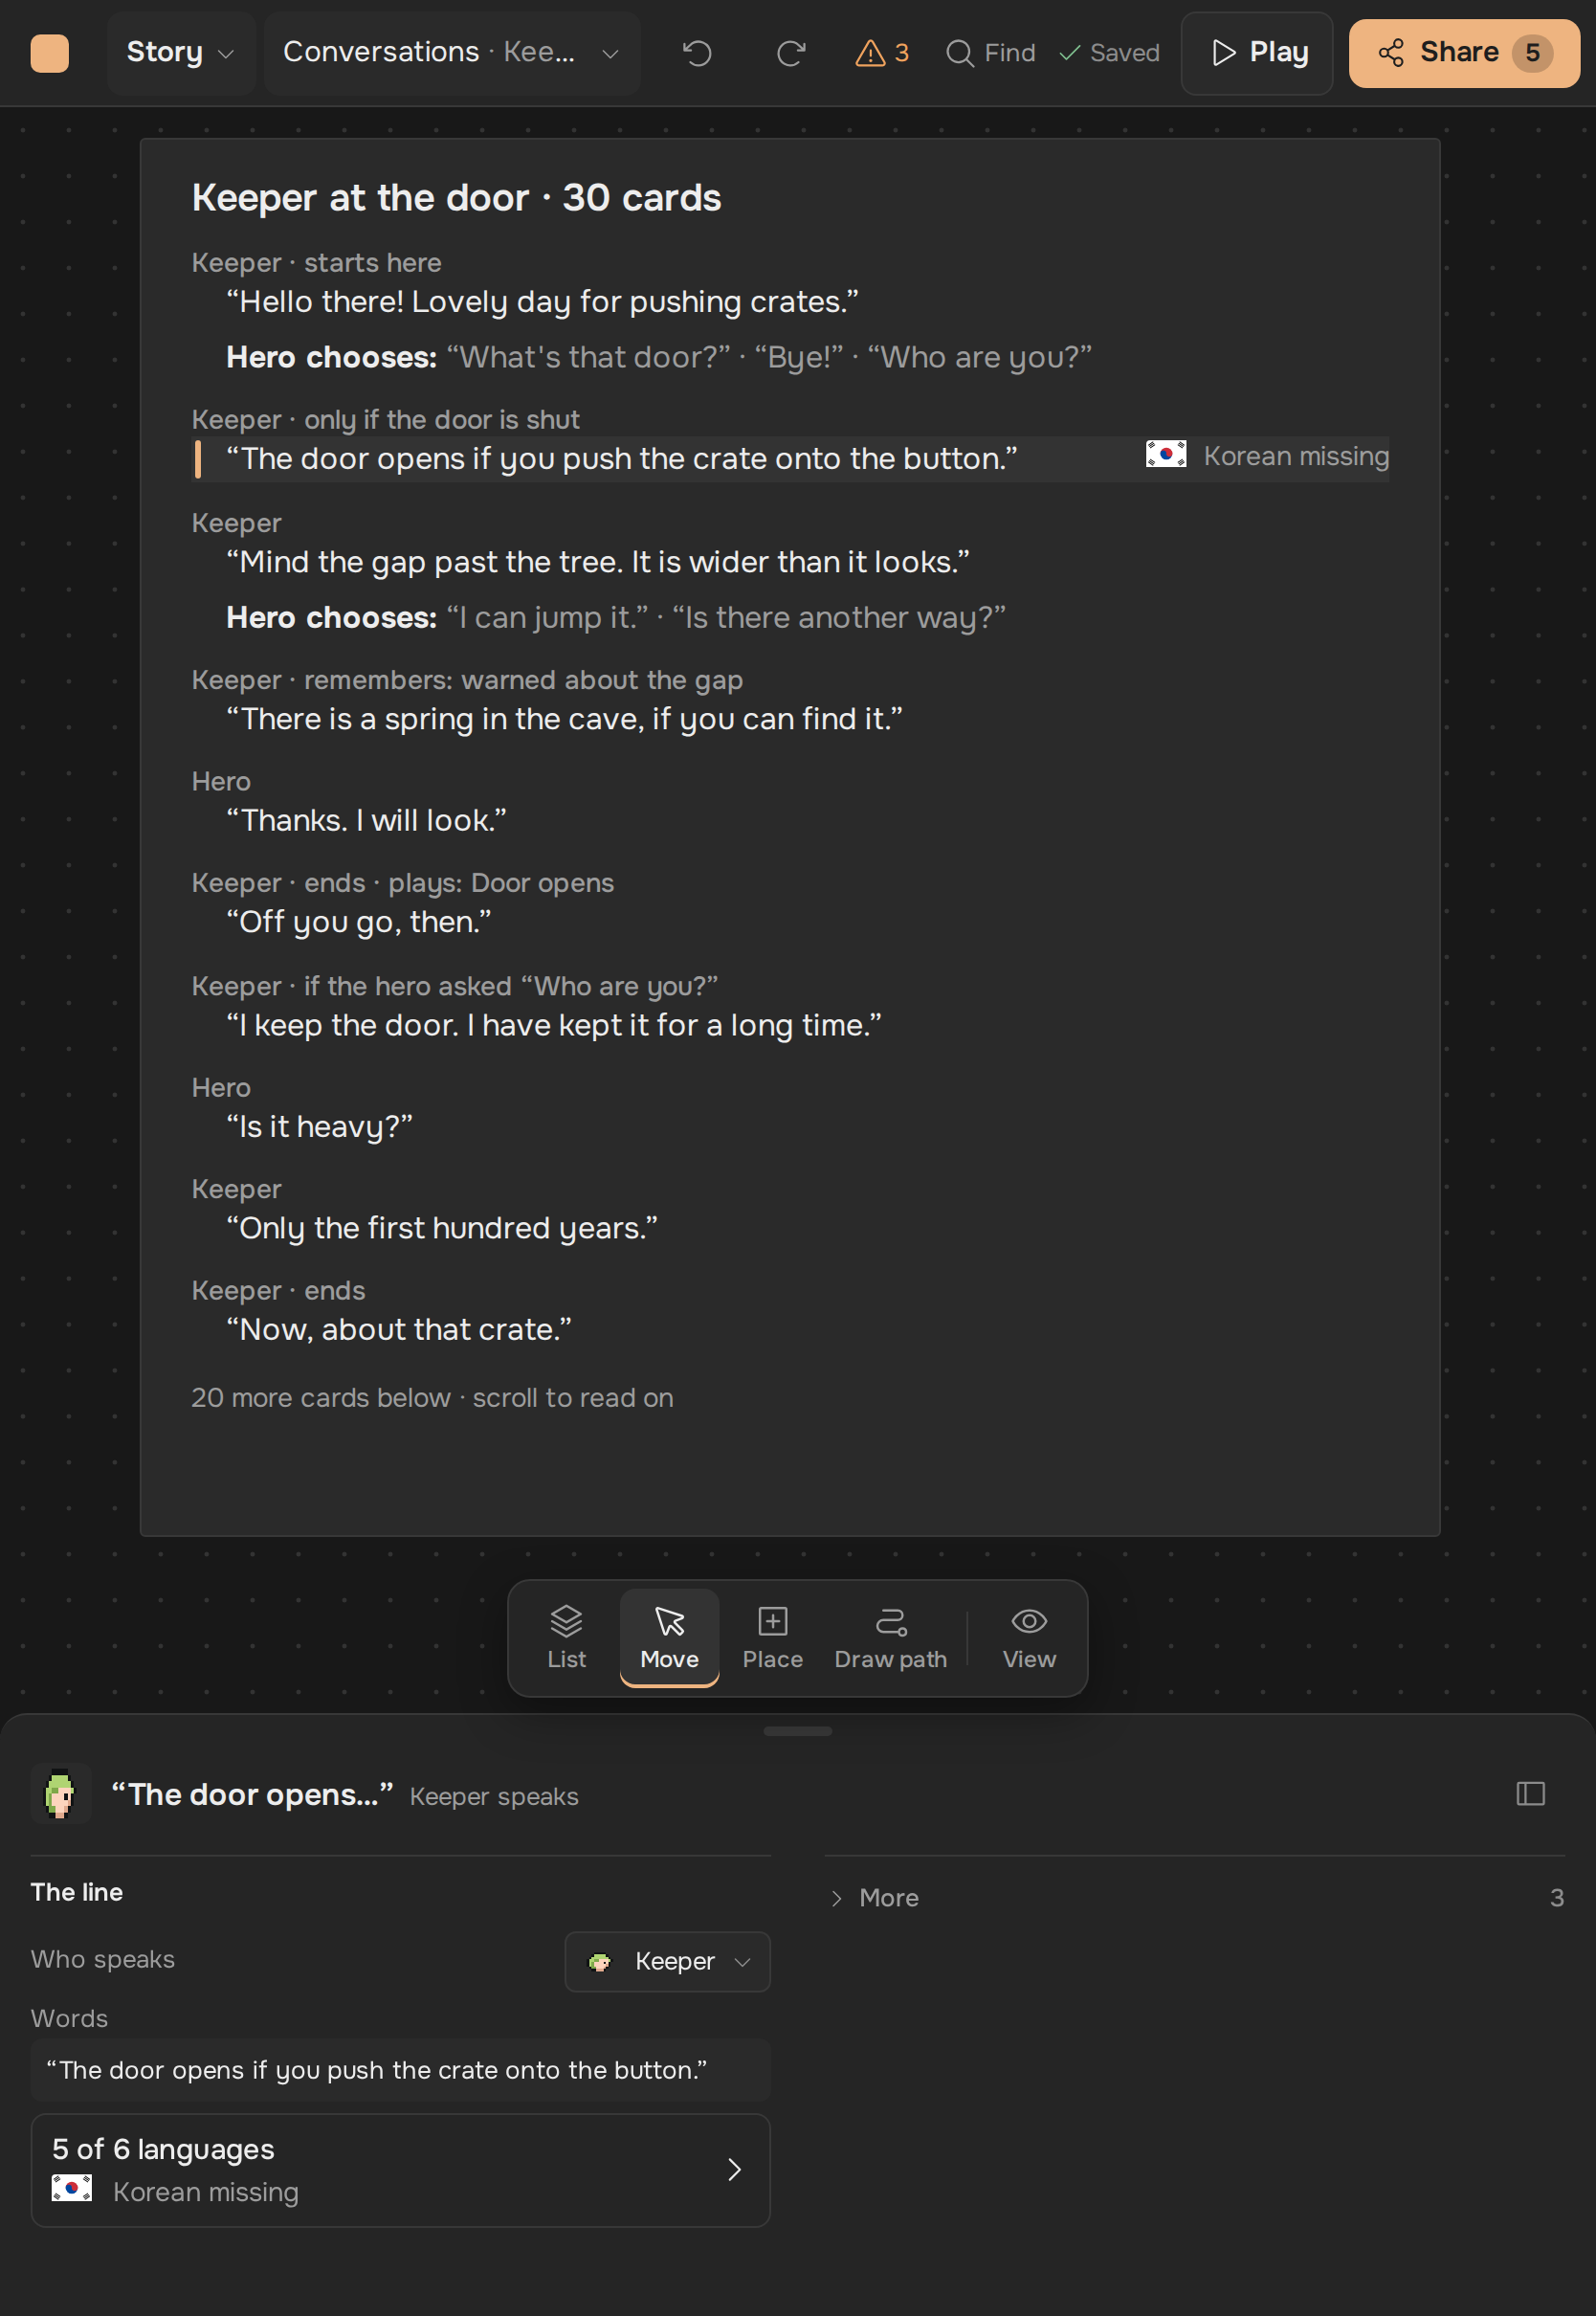 Story
Conversations · Kee...
3
Find
Saved
Play
Share 5
Keeper at the door · 30 cards
Keeper · starts here
“Hello there! Lovely day for pushing crates.”
Hero chooses: “What's that door?” · “Bye!” · “Who are you?”
Keeper · only if the door is shut
“The door opens if you push the crate onto the button.”
Korean missing
Keeper
“Mind the gap past the tree. It is wider than it looks.”
Hero chooses: “I can jump it.” · “Is there another way?”
Keeper · remembers: warned about the gap
“There is a spring in the cave, if you can find it.”
Hero
“Thanks. I will look.”
Keeper · ends · plays: Door opens
“Off you go, then.”
Keeper · if the hero asked “Who are you?”
“I keep the door. I have kept it for a long time.”
Hero
“Is it heavy?”
Keeper
“Only the first hundred years.”
Keeper · ends
“Now, about that crate.”
20 more cards below · scroll to read on
List
Move
Place
Draw path
View
“The door opens...” Keeper speaks
The line
More
3
Who speaks
Keeper
Words
“The door opens if you push the crate onto the button.”
5 of 6 languages
Korean missing